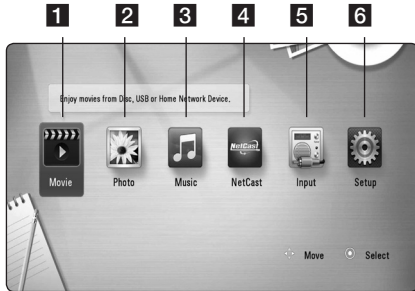 1 2 3 4 5 6
Enjoy movies from Disc, USB or Home Network Device.
NetCast
Movie Photo Music NetCast Input Setup
Move Select